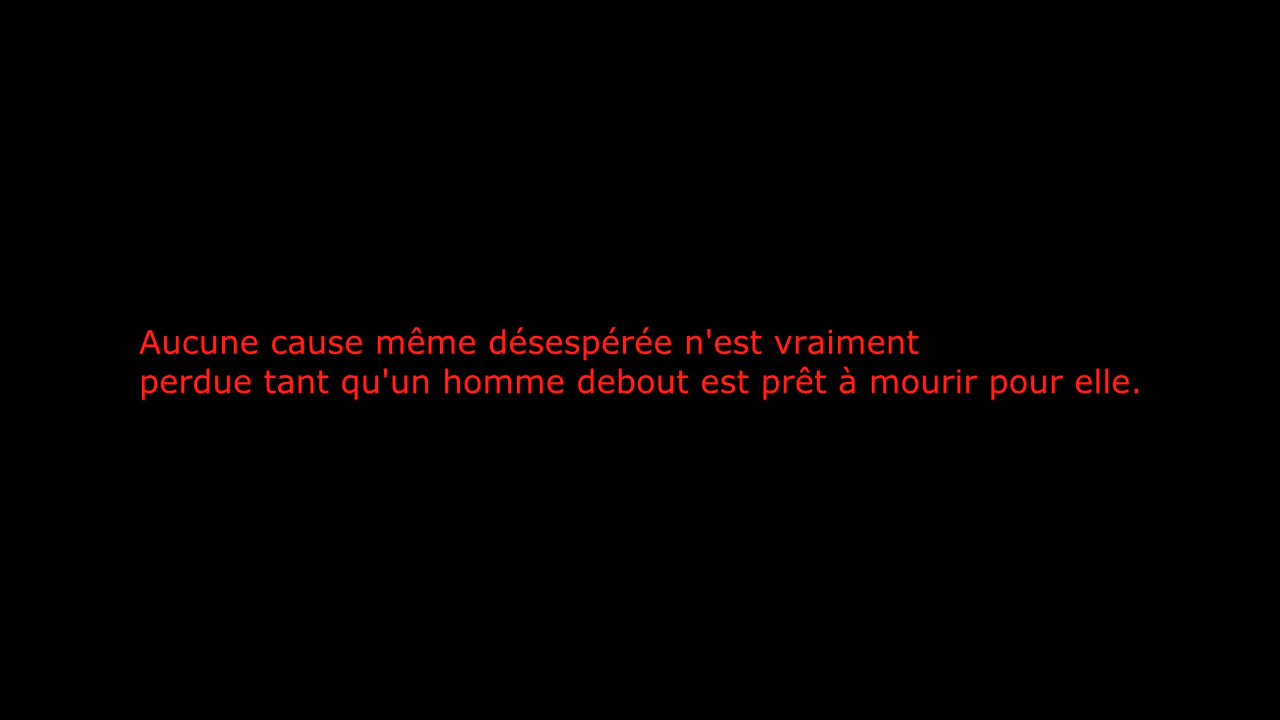 Aucune cause même désespérée n'est vraiment
perdue tant qu'un homme debout est prêt à mourir pour elle.